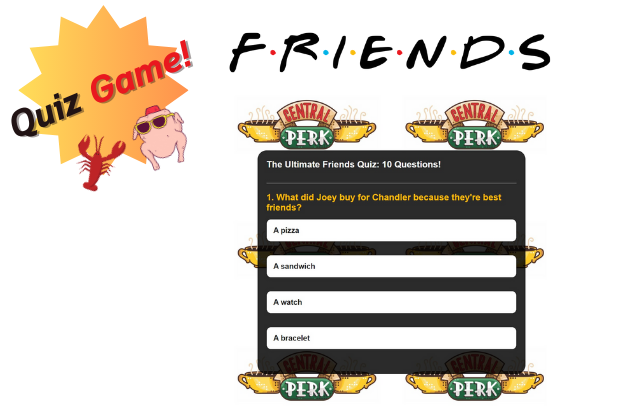 Quiz Game!
F·R·I·E·N·D·S
CENTRAL PERK
CENTRAL PERK
The Ultimate Friends Quiz: 10 Questions!
1. What did Joey buy for Chandler because they're best
friends?
A pizza
A sandwich
A watch
A bracelet
CENTRAL PERK
CENTRAL PERK